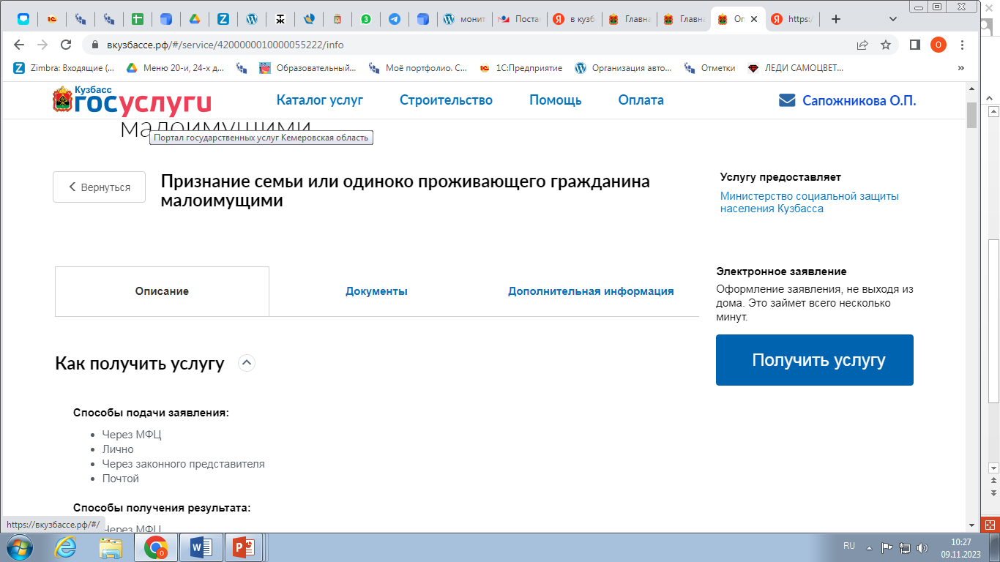 монит
Поста
в кузб
Главна
Главна
Оп
https:/
вкузбассе.рф/#/service/4200000010000055222/info
О
Zimbra: Входящие (...
Меню 20-и, 24-х д...
Образовательный...
Моё портфолио. С...
1С:Предприятие
Организация авто...
Отметки
ЛЕДИ САМОЦВЕТ...
Кузбасс
госуслуги
Каталог услуг
Строительство
Помощь
Оплата
Сапожникова О.П.
малоимущими
Портал государственных услуг Кемеровская область
Вернуться
Признание семьи или одиноко проживающего гражданина
малоимущими
Услугу предоставляет
Министерство социальной защиты
населения Кузбасса
Описание
Документы
Дополнительная информация
Электронное заявление
Оформление заявления, не выходя из
дома. Это займет всего несколько
минут.
Получить услугу
Как получить услугу
Способы подачи заявления:
Через МФЦ
Лично
Через законного представителя
Почтой
Способы получения результата:
Через МФЦ
https://вкузбассе.рф/#/
RU
10:27
09.11.2023